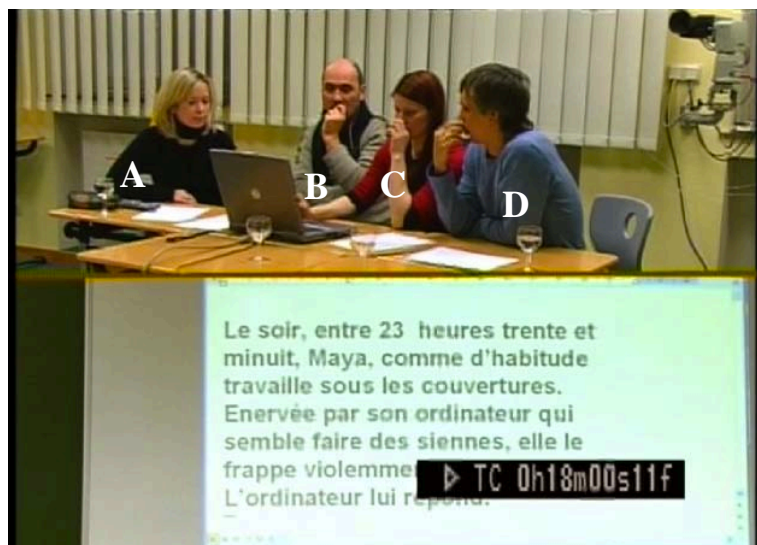 A
B
C
D
Le soir, entre 23 heures trente et
minuit, Maya, comme d'habitude
travaille sous les couvertures.
Enervée par son ordinateur qui
semble faire des siennes, elle le
frappe
TC 0h18m00s11f
L'ordinateur lui